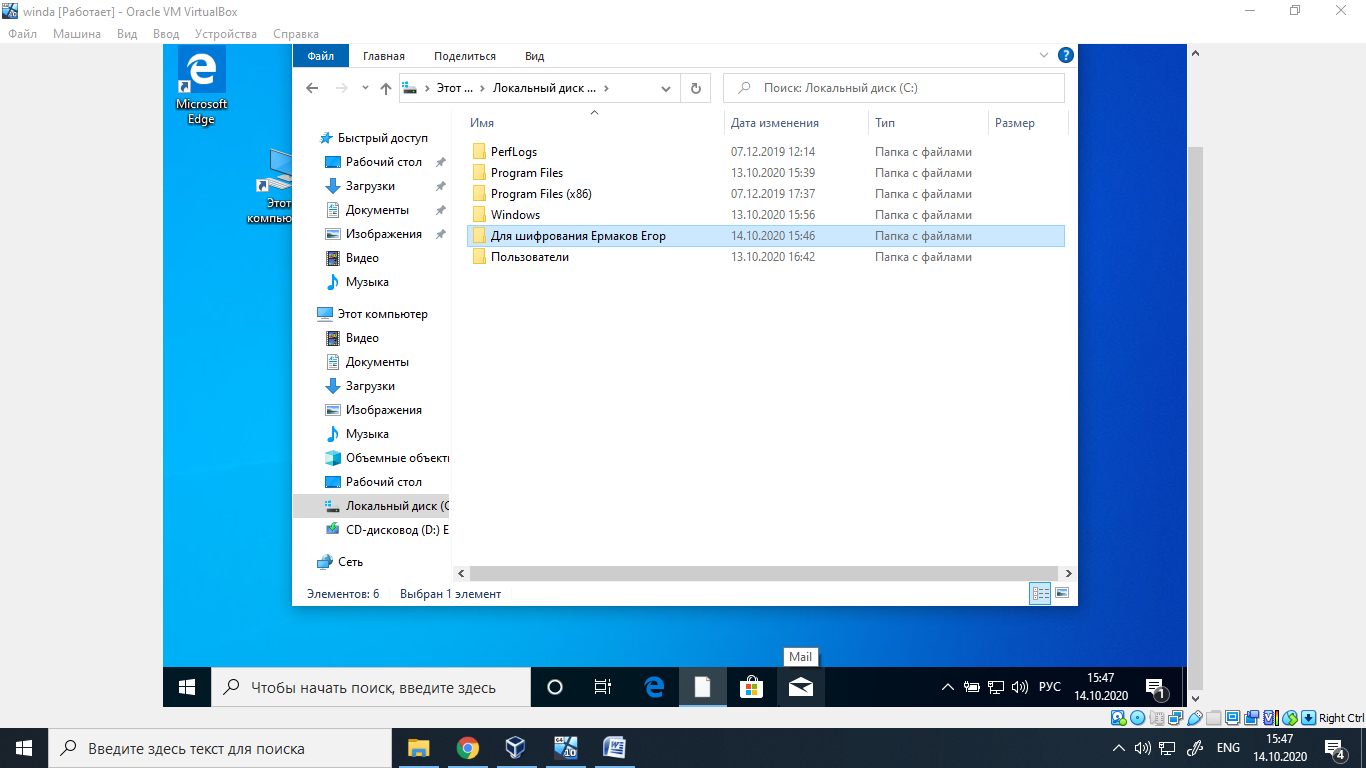 winda [Работает] - Oracle VM VirtualBox
Файл Машина Вид Ввод Устройства Справка
Microsoft
Edge
Этот
компью
Файл Главная Поделиться Вид
Этот ... Локальный диск ...
Поиск: Локальный диск (C:)
Имя Дата изменения Тип Размер
PerfLogs 07.12.2019 12:14 Папка с файлами
Program Files 13.10.2020 15:39 Папка с файлами
Program Files (x86) 07.12.2019 17:37 Папка с файлами
Windows 13.10.2020 15:56 Папка с файлами
Для шифрования Ермаков Егор 14.10.2020 15:46 Папка с файлами
Пользователи 13.10.2020 16:42 Папка с файлами
Быстрый доступ
Рабочий стол
Загрузки
Документы
Изображения
Видео
Музыка
Этот компьютер
Видео
Документы
Загрузки
Изображения
Музыка
Объемные объект
Рабочий стол
Локальный диск (C
CD-дисковод (D:) E
Сеть
Элементов: 6 Выбран 1 элемент
Mail
Чтобы начать поиск, введите здесь
РУС
15:47
14.10.2020
1
Right Ctrl
Введите здесь текст для поиска
64
10
ENG
15:47
14.10.2020
4